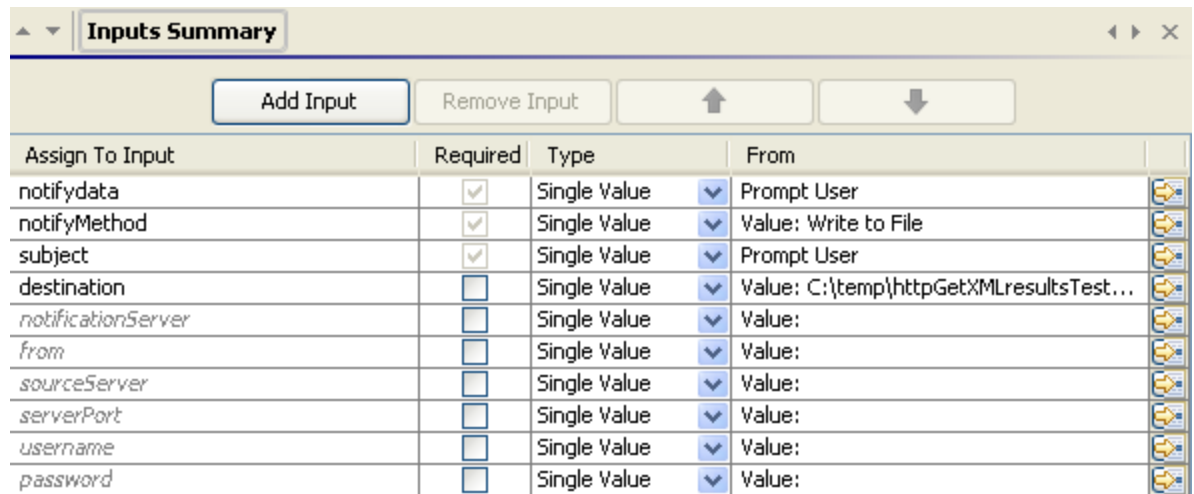 Inputs Summary
Add Input Remove Input
Assign To Input Required Type From
notifydata Single Value Prompt User
notifyMethod Single Value Value: Write to File
subject Single Value Prompt User
destination Single Value Value: C:\temp\httpGetXMLresultsTest...
notificationServer Single Value Value:
from Single Value Value:
sourceServer Single Value Value:
serverPort Single Value Value:
username Single Value Value:
password Single Value Value: